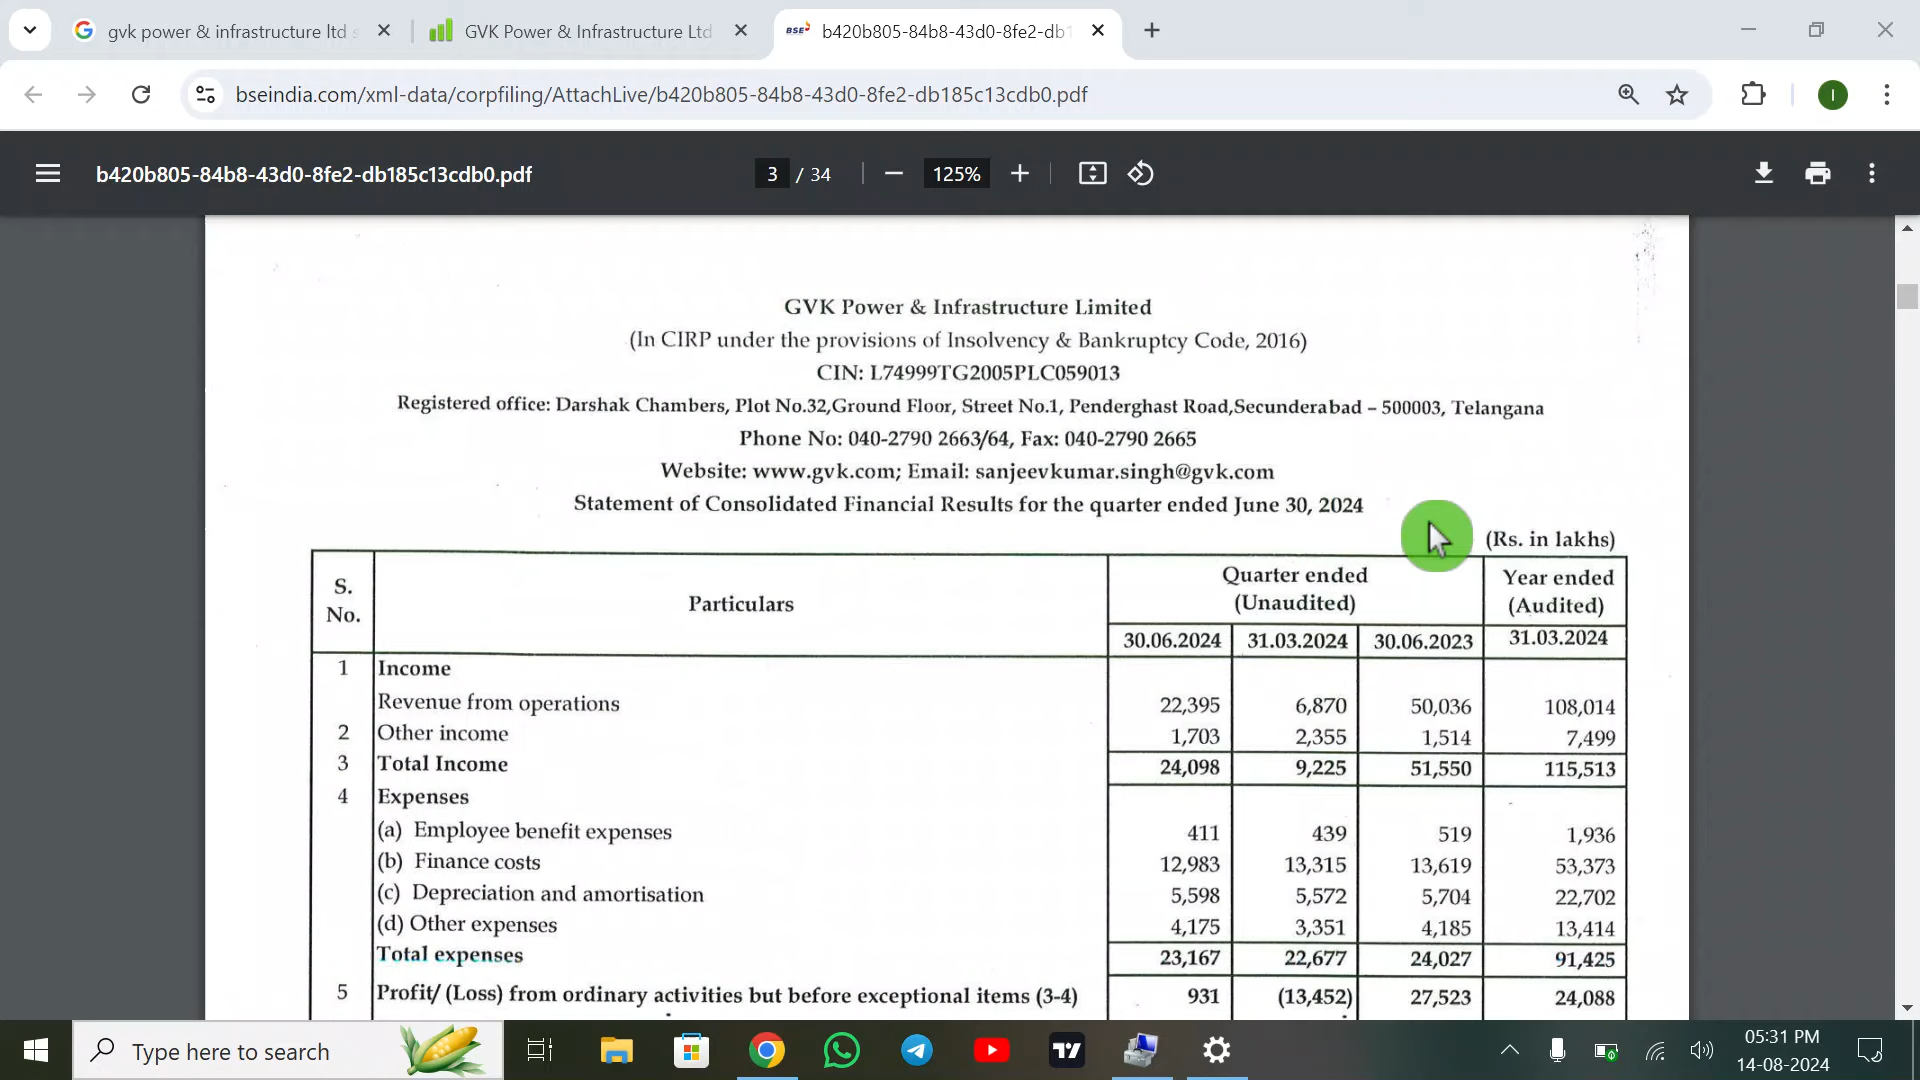 gvk power & infrastructure ltd
GVK Power & Infrastructure Ltd
BSE
b420b805-84b8-43d0-8fe2-db1
bseindia.com/xml-data/corpfiling/AttachLive/b420b805-84b8-43d0-8fe2-db185c13cdb0.pdf
I
b420b805-84b8-43d0-8fe2-db185c13cdb0.pdf
3 / 34
125%
GVK Power & Infrastructure Limited
(In CIRP under the provisions of Insolvency & Bankruptcy Code, 2016)
CIN: L74999TG2005PLC059013
Registered office: Darshak Chambers, Plot No.32,Ground Floor, Street No.1, Penderghast Road,Secunderabad – 500003, Telangana
Phone No: 040-2790 2663/64, Fax: 040-2790 2665
Website: www.gvk.com; Email: sanjeevkumar.singh@gvk.com
Statement of Consolidated Financial Results for the quarter ended June 30, 2024
(Rs. in lakhs)
S. No. Particulars Quarter ended (Unaudited) Year ended (Audited)
30.06.2024 31.03.2024 30.06.2023 31.03.2024
1 Income
Revenue from operations 22,395 6,870 50,036 108,014
2 Other income 1,703 2,355 1,514 7,499
3 Total Income 24,098 9,225 51,550 115,513
4 Expenses
(a) Employee benefit expenses 411 439 519 1,936
(b) Finance costs 12,983 13,315 13,619 53,373
(c) Depreciation and amortisation 5,598 5,572 5,704 22,702
(d) Other expenses 4,175 3,351 4,185 13,414
Total expenses 23,167 22,677 24,027 91,425
5 Profit/ (Loss) from ordinary activities but before exceptional items (3-4) 931 (13,452) 27,523 24,088
Type here to search
05:31 PM
14-08-2024